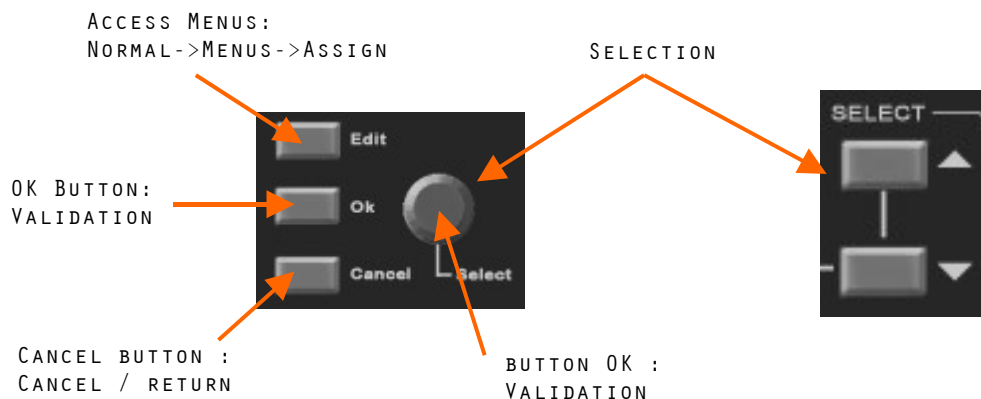 ACCESS MENUS:
NORMAL->MENUS->ASSIGN
SELECTION
SELECT
Edit
OK BUTTON:
VALIDATION
Ok
Cancel
Select
CANCEL BUTTON :
CANCEL / RETURN
BUTTON OK :
VALIDATION